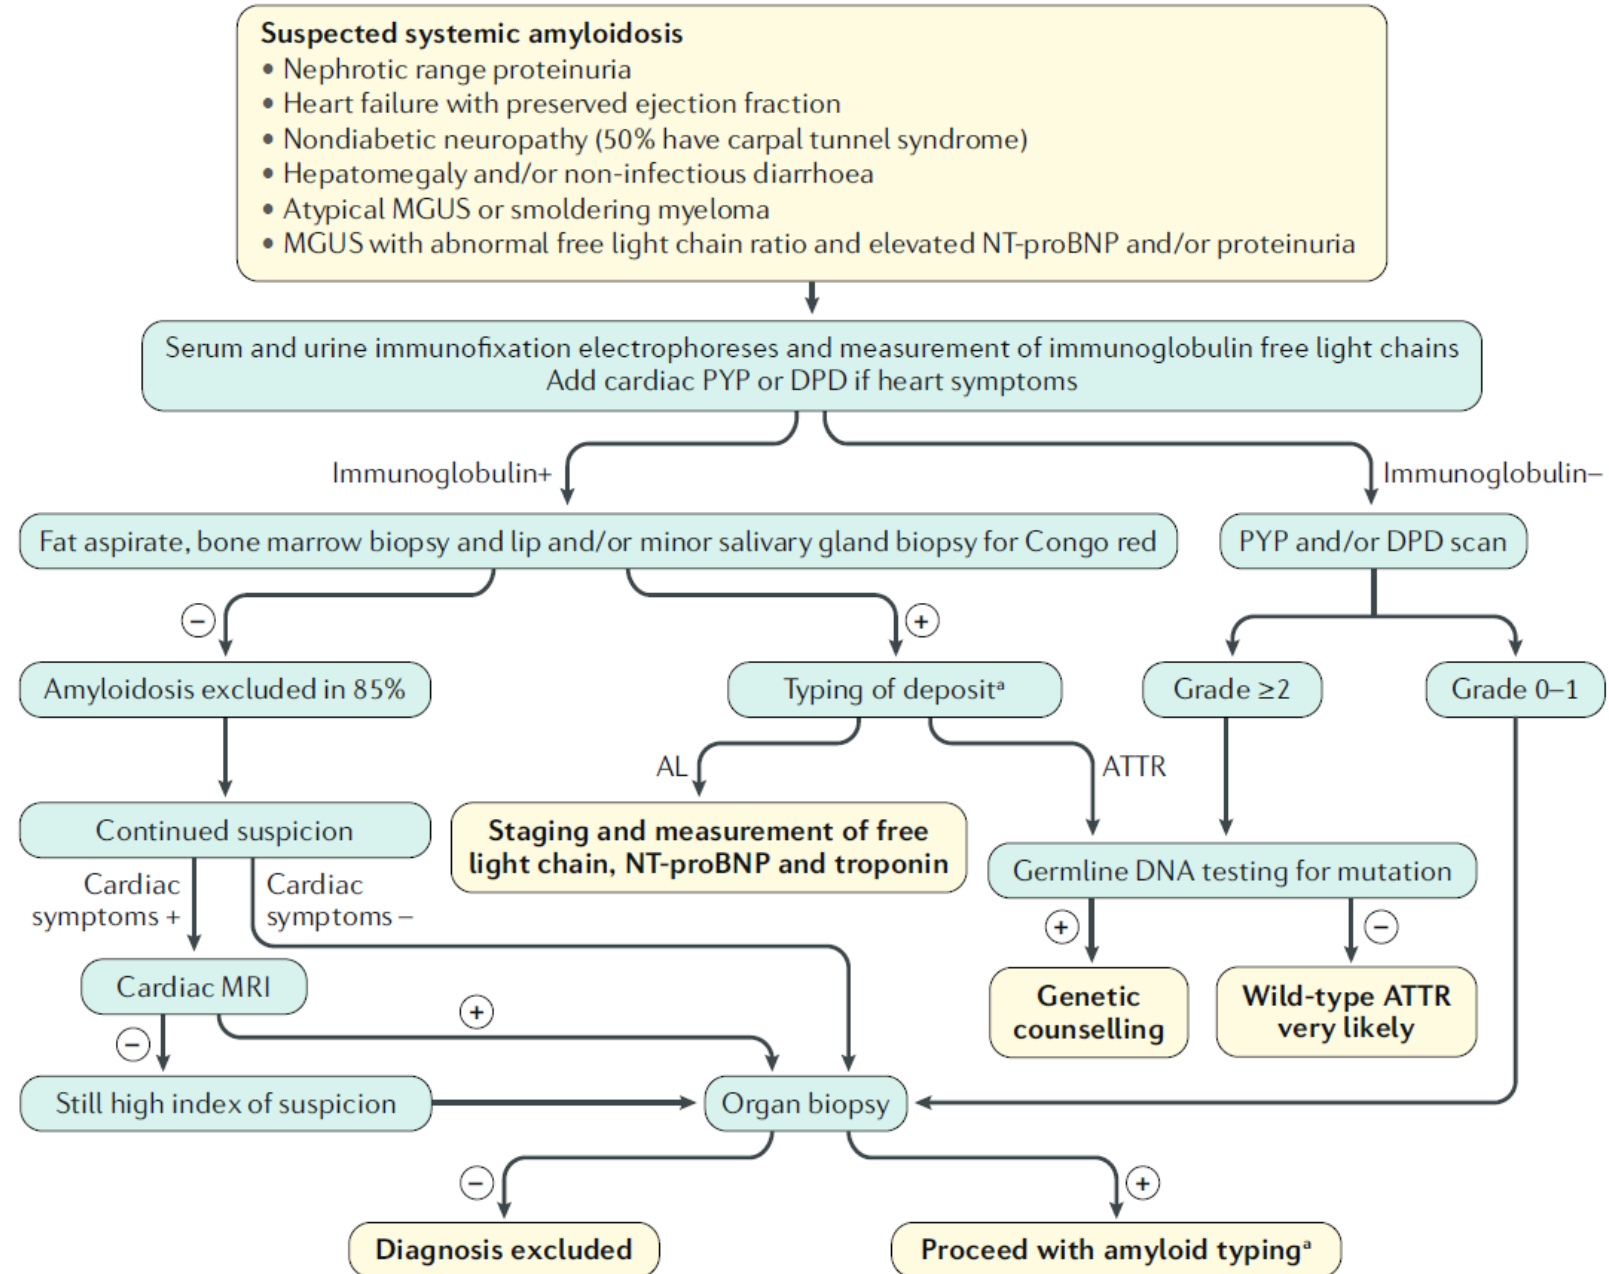 Suspected systemic amyloidosis
• Nephrotic range proteinuria
• Heart failure with preserved ejection fraction
• Nondiabetic neuropathy (50% have carpal tunnel syndrome)
• Hepatomegaly and/or non-infectious diarrhoea
• Atypical MGUS or smoldering myeloma
• MGUS with abnormal free light chain ratio and elevated NT-proBNP and/or proteinuria
Serum and urine immunofixation electrophoreses and measurement of immunoglobulin free light chains
Add cardiac PYP or DPD if heart symptoms
Immunoglobulin+
Immunoglobulin–
Fat aspirate, bone marrow biopsy and lip and/or minor salivary gland biopsy for Congo red
PYP and/or DPD scan
–
+
Amyloidosis excluded in 85%
Typing of depositᵃ
Grade ≥2
Grade 0–1
AL
ATTR
Continued suspicion
Staging and measurement of free
light chain, NT-proBNP and troponin
Germline DNA testing for mutation
Cardiac
symptoms +
Cardiac
symptoms –
+
–
Cardiac MRI
Genetic
counselling
Wild-type ATTR
very likely
+
–
Still high index of suspicion
Organ biopsy
–
+
Diagnosis excluded
Proceed with amyloid typingᵃ